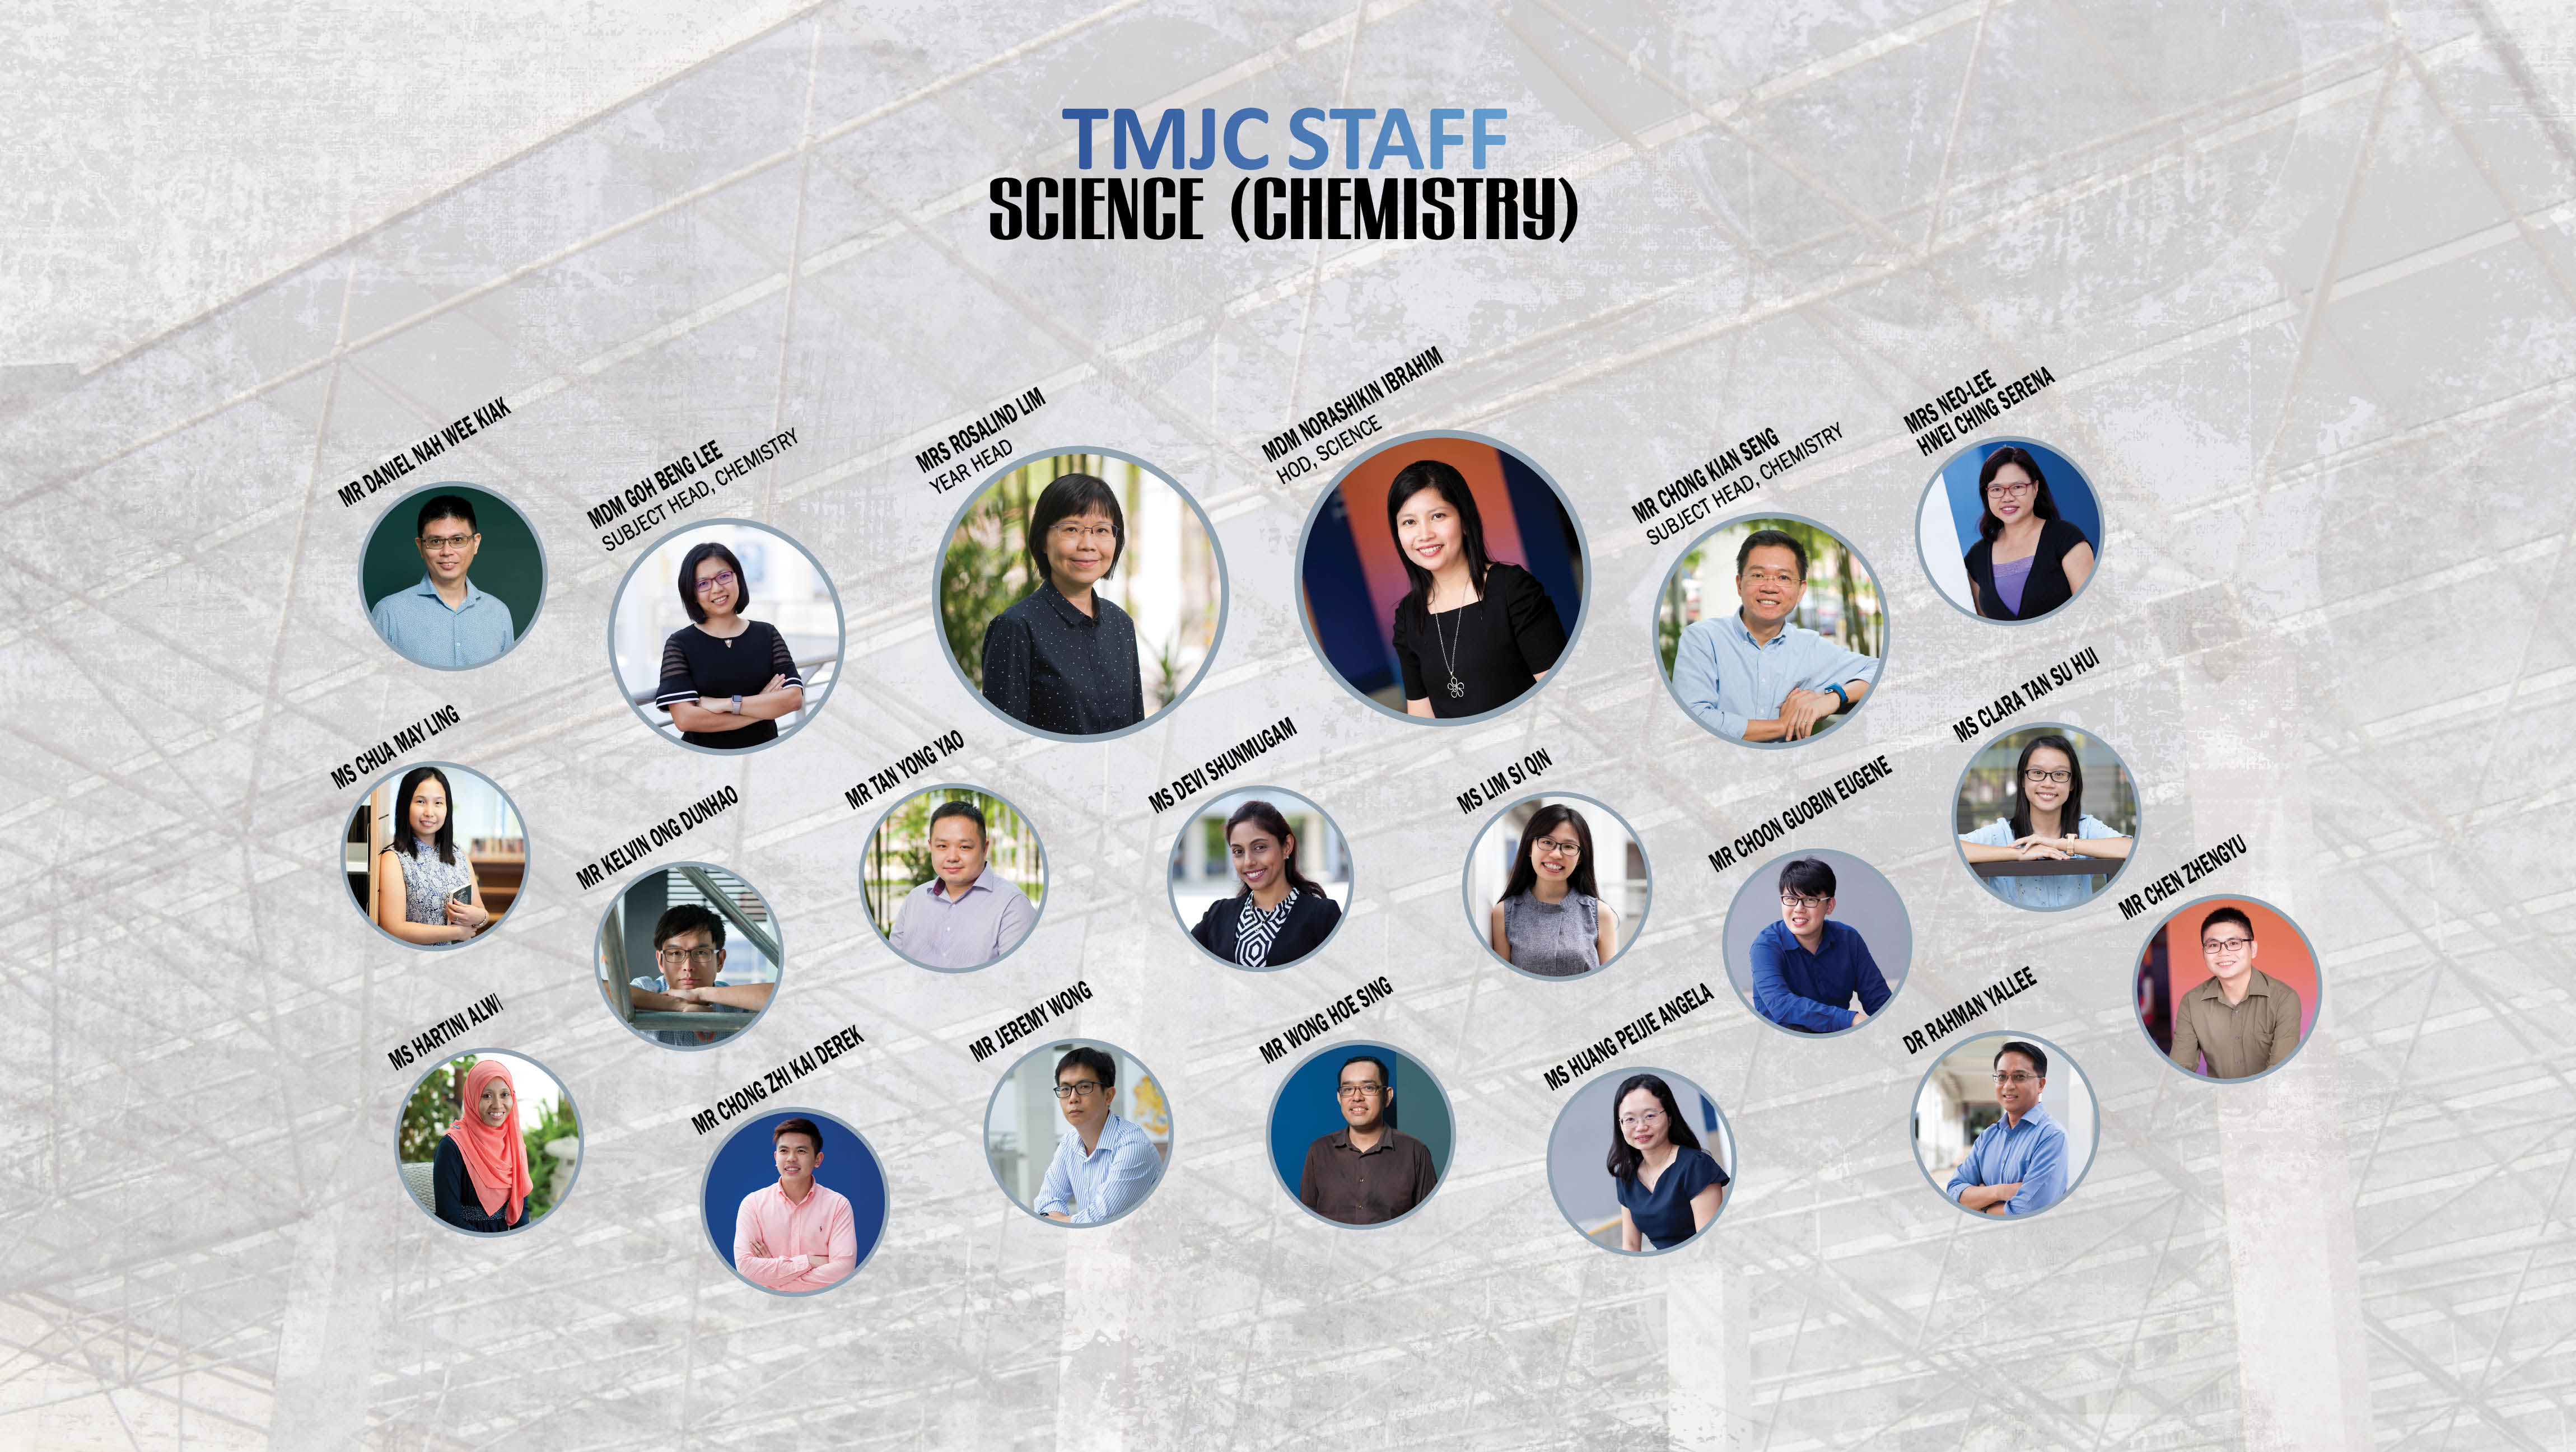 TMJC STAFF
SCIENCE (CHEMISTRY)
MR DANIEL NAH WEE KIAK
MDM GOH BENG LEE
SUBJECT HEAD, CHEMISTRY
MRS ROSALIND LIM
YEAR HEAD
MDM NORASHIKIN IBRAHIM
HOD, SCIENCE
MR CHONG KIAN SENG
SUBJECT HEAD, CHEMISTRY
MRS NEO-LEE
HWEI CHING SERENA
MS CHUA MAY LING
MR KELVIN ONG DUNHAO
MR TAN YONG YAO
MS DEVI SHUNMUGAM
MS LIM SI QIN
MR CHOON GUOBIN EUGENE
MS CLARA TAN SU HUI
MR CHEN ZHENGYU
MS HARTINI ALWI
MR CHONG ZHI KAI DEREK
MR JEREMY WONG
MR WONG HOE SING
MS HUANG PEIJIE ANGELA
DR RAHMAN YALLEE